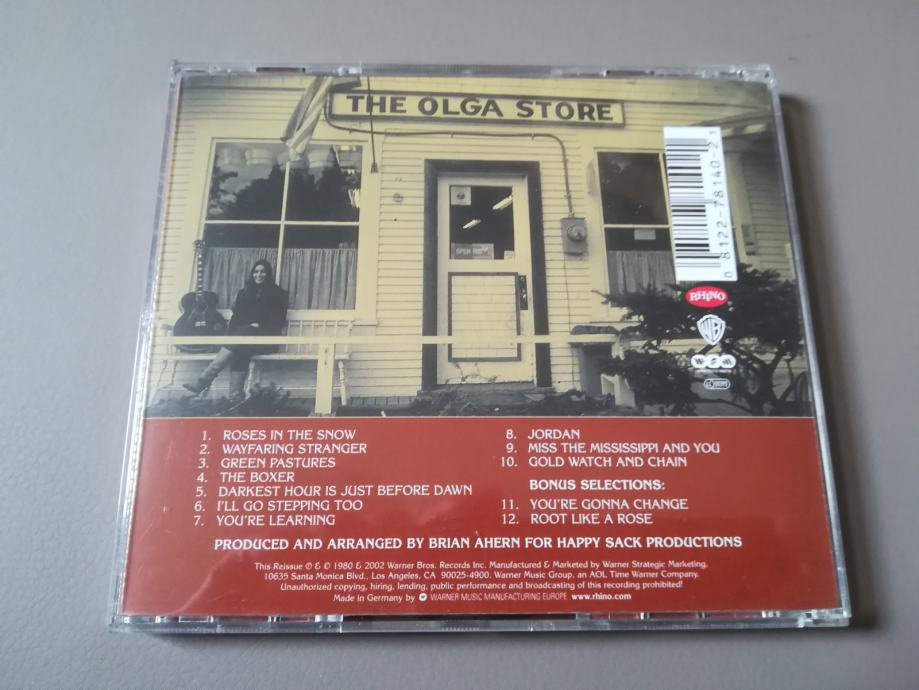 THE OLGA STORE
OPEN
0 8122-78140-2 1
RHINO
WB
1. ROSES IN THE SNOW
2. WAYFARING STRANGER
3. GREEN PASTURES
4. THE BOXER
5. DARKEST HOUR IS JUST BEFORE DAWN
6. I'LL GO STEPPING TOO
7. YOU'RE LEARNING
8. JORDAN
9. MISS THE MISSISSIPPI AND YOU
10. GOLD WATCH AND CHAIN
BONUS SELECTIONS:
11. YOU'RE GONNA CHANGE
12. ROOT LIKE A ROSE
PRODUCED AND ARRANGED BY BRIAN AHERN FOR HAPPY SACK PRODUCTIONS
This Reissue ℗ & © 1980 & 2002 Warner Bros. Records Inc. Manufactured & Marketed by Warner Strategic Marketing,
10635 Santa Monica Blvd., Los Angeles, CA 90025-4900. Warner Music Group, an AOL Time Warner Company.
Unauthorized copying, hiring, lending, public performance and broadcasting of this recording prohibited!
Made in Germany by WARNER MUSIC MANUFACTURING EUROPE. www.rhino.com